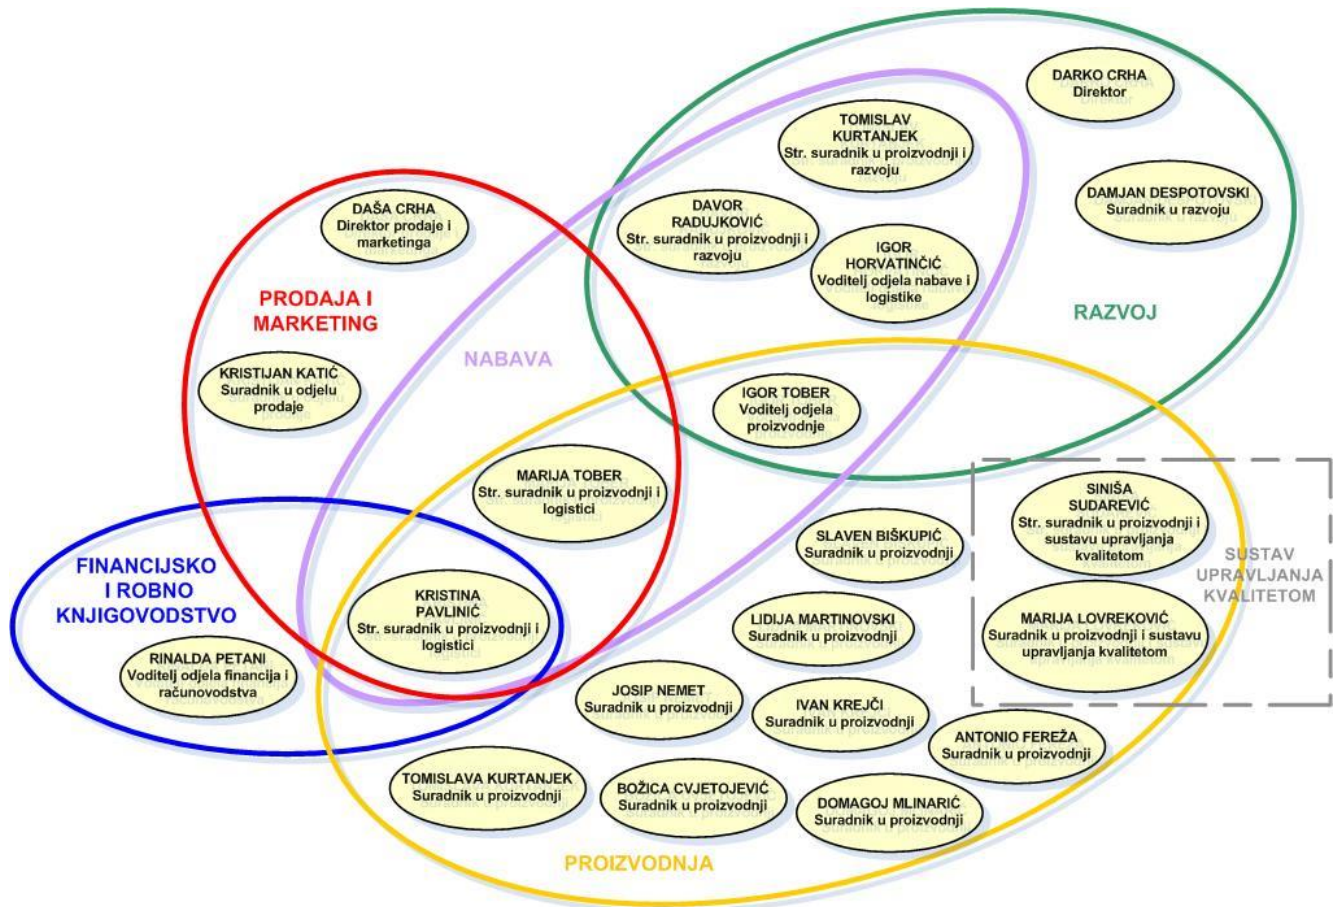 DARKO CRHA
Direktor
TOMISLAV
KURTANJEK
Str. suradnik u proizvodnji i
razvoju
DAMJAN DESPOTOVSKI
Suradnik u razvoju
DAŠA CRHA
Direktor prodaje i
marketinga
DAVOR
RADUJKOVIĆ
Str. suradnik u proizvodnji i
razvoju
IGOR
HORVATINČIĆ
Voditelj odjela nabave i
logistike
PRODAJA I
MARKETING
RAZVOJ
NABAVA
KRISTIJAN KATIĆ
Suradnik u odjelu
prodaje
IGOR TOBER
Voditelj odjela
proizvodnje
MARIJA TOBER
Str. suradnik u proizvodnji i
logistici
SINIŠA
SUDAREVIĆ
Str. suradnik u proizvodnji i
sustavu upravljanja
kvalitetom
SLAVEN BIŠKUPIĆ
Suradnik u proizvodnji
SUSTAV
UPRAVLJANJA
KVALITETOM
FINANCIJSKO
I ROBNO
KNJIGOVODSTVO
KRISTINA
PAVLINIĆ
Str. suradnik u proizvodnji i
logistici
LIDIJA MARTINOVSKI
Suradnik u proizvodnji
MARIJA LOVREKOVIĆ
Suradnik u proizvodnji i sustavu
upravljanja kvalitetom
RINALDA PETANI
Voditelj odjela financija i
računovodstva
JOSIP NEMET
Suradnik u proizvodnji
IVAN KREJČI
Suradnik u proizvodnji
ANTONIO FEREŽA
Suradnik u proizvodnji
TOMISLAVA KURTANJEK
Suradnik u proizvodnji
BOŽICA CVJETOJEVIĆ
Suradnik u proizvodnji
DOMAGOJ MLINARIĆ
Suradnik u proizvodnji
PROIZVODNJA